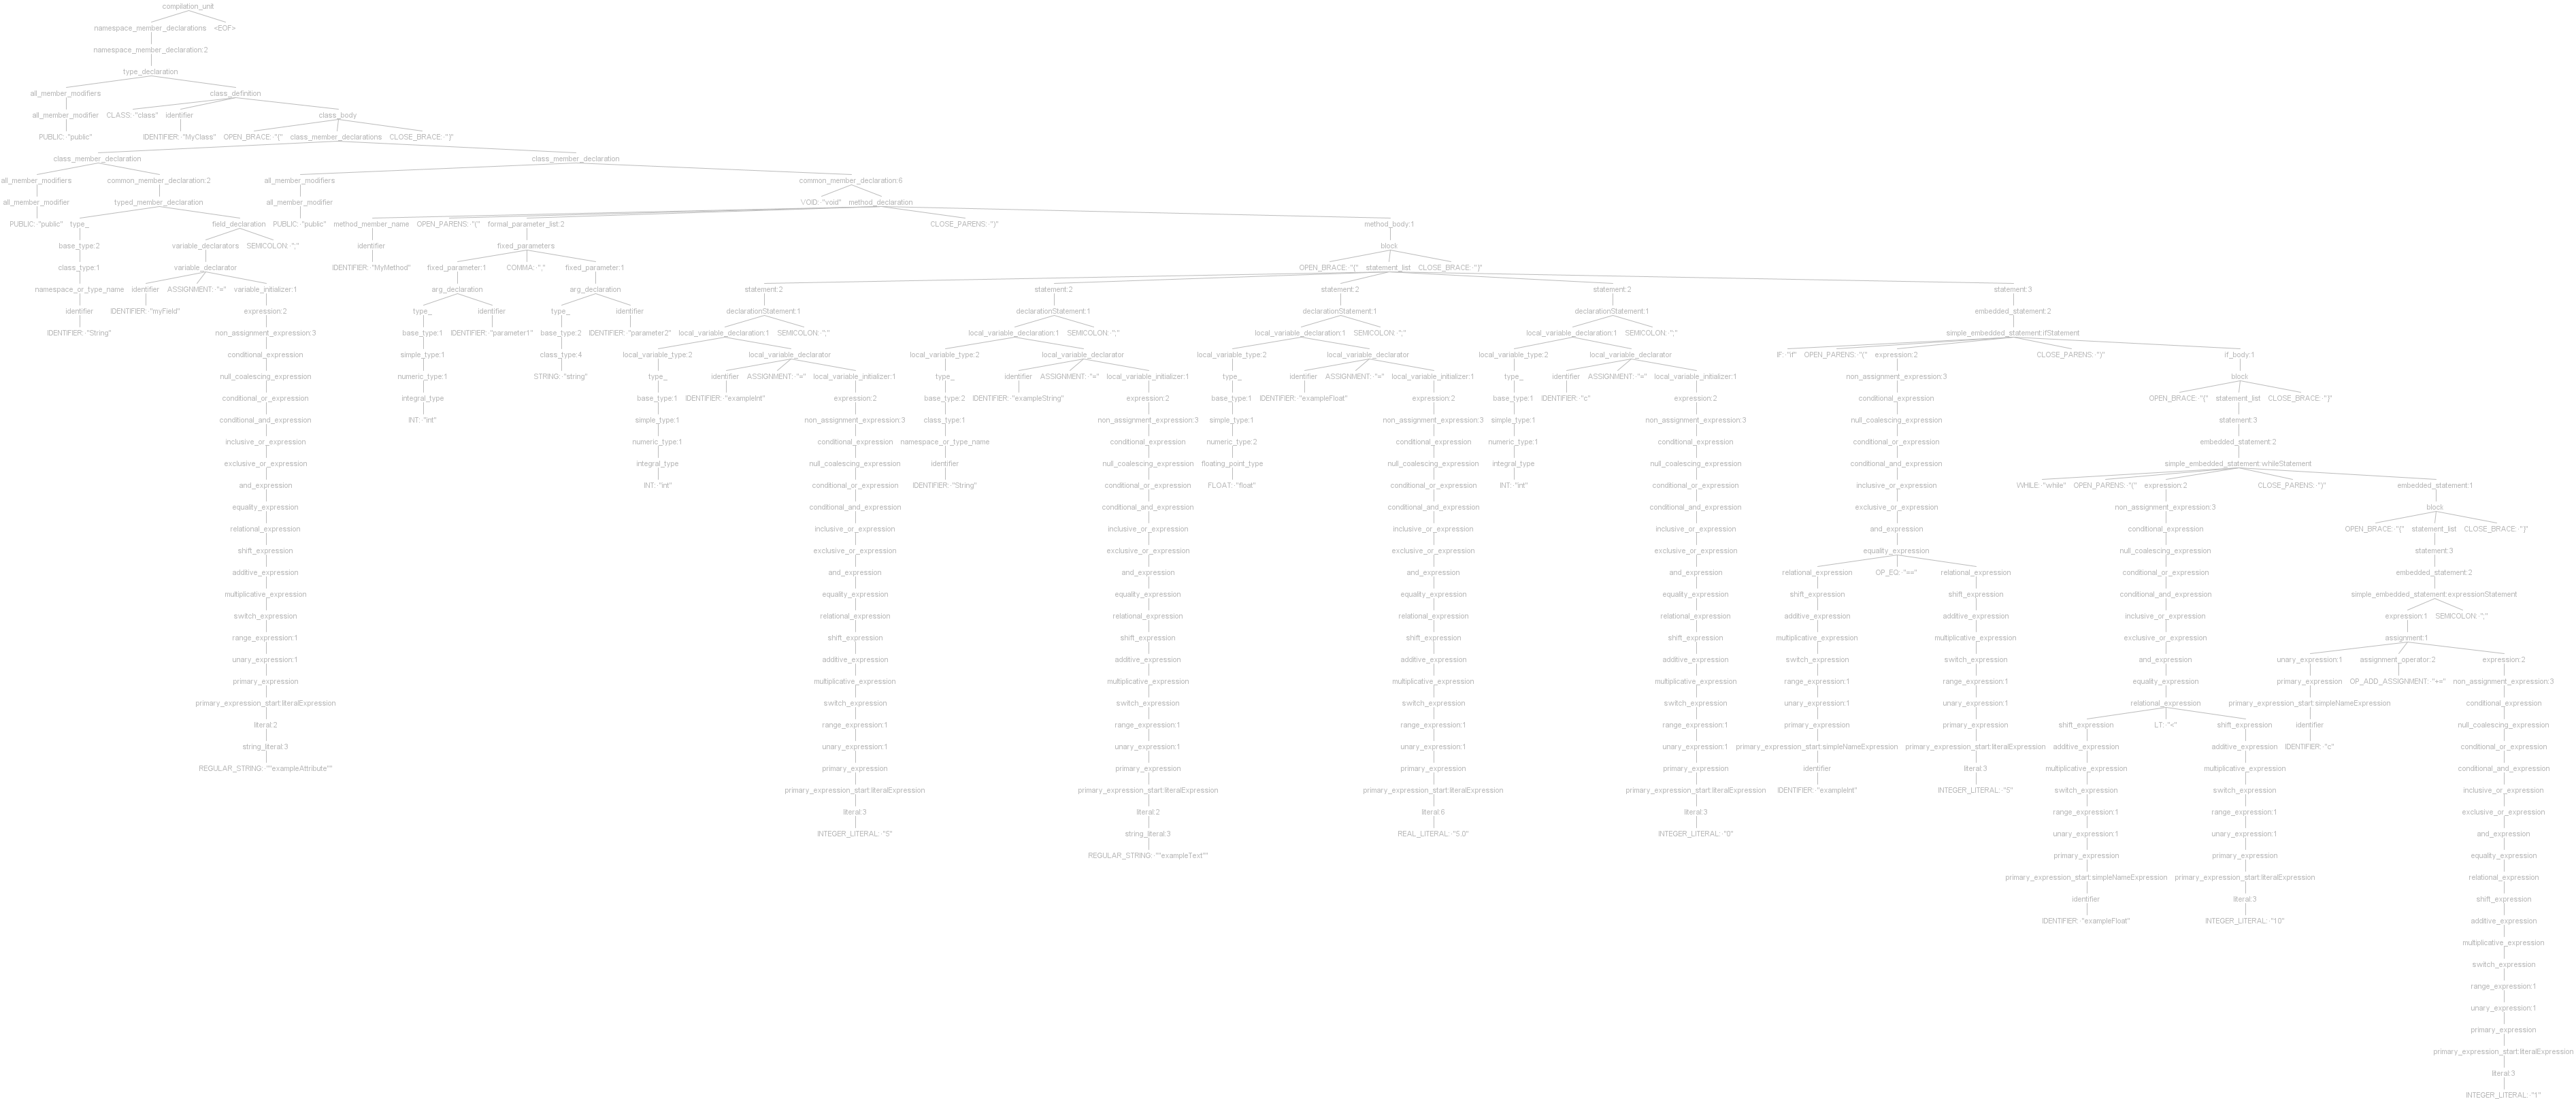 compilation_unit
namespace_member_declarations <EOF>
namespace_member_declaration:2
type_declaration
all_member_modifiers class_definition
all_member_modifier CLASS: "class" identifier class_body
PUBLIC: "public" IDENTIFIER: "MyClass" OPEN_BRACE: "{" class_member_declarations CLOSE_BRACE: "}"
class_member_declaration class_member_declaration
all_member_modifiers common_member_declaration:2 all_member_modifiers common_member_declaration:6
all_member_modifier typed_member_declaration all_member_modifier VOID: "void" method_declaration
PUBLIC: "public" type_ field_declaration PUBLIC: "public" method_member_name OPEN_PARENS: "(" formal_parameter_list:2 CLOSE_PARENS: ")" method_body:1
base_type:2 variable_declarators SEMICOLON: ";" identifier fixed_parameters block
class_type:1 variable_declarator IDENTIFIER: "MyMethod" fixed_parameter:1 COMMA: "," fixed_parameter:1 OPEN_BRACE: "{" statement_list CLOSE_BRACE: "}"
namespace_or_type_name identifier ASSIGNMENT: "=" variable_initializer:1 arg_declaration arg_declaration statement:2 statement:2 statement:2 statement:2 statement:3
identifier IDENTIFIER: "myField" expression:2 type_ identifier type_ identifier declarationStatement:1 declarationStatement:1 declarationStatement:1 declarationStatement:1 embedded_statement:2
IDENTIFIER: "String" non_assignment_expression:3 base_type:1 IDENTIFIER: "parameter1" base_type:2 IDENTIFIER: "parameter2" local_variable_declaration:1 SEMICOLON: ";" local_variable_declaration:1 SEMICOLON: ";" local_variable_declaration:1 SEMICOLON: ";" local_variable_declaration:1 SEMICOLON: ";" simple_embedded_statement:ifStatement
conditional_expression simple_type:1 class_type:4 local_variable_type:2 local_variable_declarator local_variable_type:2 local_variable_declarator local_variable_type:2 local_variable_declarator local_variable_type:2 local_variable_declarator IF: "if" OPEN_PARENS: "(" expression:2 CLOSE_PARENS: ")" if_body:1
null_coalescing_expression numeric_type:1 STRING: "string" type_ identifier ASSIGNMENT: "=" local_variable_initializer:1 type_ identifier ASSIGNMENT: "=" local_variable_initializer:1 type_ identifier ASSIGNMENT: "=" local_variable_initializer:1 type_ identifier ASSIGNMENT: "=" local_variable_initializer:1 non_assignment_expression:3 block
conditional_or_expression integral_type base_type:1 IDENTIFIER: "exampleInt" expression:2 base_type:2 IDENTIFIER: "exampleString" expression:2 base_type:1 IDENTIFIER: "exampleFloat" expression:2 base_type:1 IDENTIFIER: "c" expression:2 conditional_expression OPEN_BRACE: "{" statement_list CLOSE_BRACE: "}"
conditional_and_expression INT: "int" simple_type:1 non_assignment_expression:3 class_type:1 non_assignment_expression:3 simple_type:1 non_assignment_expression:3 simple_type:1 non_assignment_expression:3 null_coalescing_expression statement:3
inclusive_or_expression numeric_type:1 conditional_expression namespace_or_type_name conditional_expression numeric_type:2 conditional_expression numeric_type:1 conditional_expression conditional_or_expression embedded_statement:2
exclusive_or_expression integral_type null_coalescing_expression identifier null_coalescing_expression floating_point_type null_coalescing_expression integral_type null_coalescing_expression conditional_and_expression simple_embedded_statement:whileStatement
and_expression INT: "int" conditional_or_expression IDENTIFIER: "String" conditional_or_expression FLOAT: "float" conditional_or_expression INT: "int" conditional_or_expression inclusive_or_expression WHILE: "while" OPEN_PARENS: "(" expression:2 CLOSE_PARENS: ")" embedded_statement:1
equality_expression conditional_and_expression conditional_and_expression conditional_and_expression conditional_and_expression exclusive_or_expression non_assignment_expression:3 block
relational_expression inclusive_or_expression inclusive_or_expression inclusive_or_expression inclusive_or_expression and_expression conditional_expression OPEN_BRACE: "{" statement_list CLOSE_BRACE: "}"
shift_expression exclusive_or_expression exclusive_or_expression exclusive_or_expression exclusive_or_expression equality_expression null_coalescing_expression statement:3
additive_expression and_expression and_expression and_expression and_expression relational_expression OP_EQ: "==" relational_expression conditional_or_expression embedded_statement:2
multiplicative_expression equality_expression equality_expression equality_expression equality_expression shift_expression shift_expression conditional_and_expression simple_embedded_statement:expressionStatement
switch_expression relational_expression relational_expression relational_expression relational_expression additive_expression additive_expression inclusive_or_expression expression:1 SEMICOLON: ";"
range_expression:1 shift_expression shift_expression shift_expression shift_expression multiplicative_expression multiplicative_expression exclusive_or_expression assignment:1
unary_expression:1 additive_expression additive_expression additive_expression additive_expression switch_expression switch_expression and_expression unary_expression:1 assignment_operator:2 expression:2
primary_expression multiplicative_expression multiplicative_expression multiplicative_expression multiplicative_expression range_expression:1 range_expression:1 equality_expression primary_expression OP_ADD_ASSIGNMENT: "+=" non_assignment_expression:3
primary_expression_start:literalExpression switch_expression switch_expression switch_expression switch_expression unary_expression:1 unary_expression:1 relational_expression primary_expression_start:simpleNameExpression conditional_expression
literal:2 range_expression:1 range_expression:1 range_expression:1 range_expression:1 primary_expression primary_expression shift_expression LT: "<" shift_expression identifier null_coalescing_expression
string_literal:3 unary_expression:1 unary_expression:1 unary_expression:1 unary_expression:1 primary_expression_start:simpleNameExpression primary_expression_start:literalExpression additive_expression additive_expression IDENTIFIER: "c" conditional_or_expression
REGULAR_STRING: ""exampleAttribute"" primary_expression primary_expression primary_expression primary_expression identifier literal:3 multiplicative_expression multiplicative_expression conditional_and_expression
primary_expression_start:literalExpression primary_expression_start:literalExpression primary_expression_start:literalExpression primary_expression_start:literalExpression IDENTIFIER: "exampleInt" INTEGER_LITERAL: "5" switch_expression switch_expression inclusive_or_expression
literal:3 literal:2 literal:6 literal:3 range_expression:1 range_expression:1 exclusive_or_expression
INTEGER_LITERAL: "5" string_literal:3 REAL_LITERAL: "5.0" INTEGER_LITERAL: "0" unary_expression:1 unary_expression:1 and_expression
REGULAR_STRING: ""exampleText"" primary_expression primary_expression equality_expression
primary_expression_start:simpleNameExpression primary_expression_start:literalExpression relational_expression
identifier literal:3 shift_expression
IDENTIFIER: "exampleFloat" INTEGER_LITERAL: "10" additive_expression
multiplicative_expression
switch_expression
range_expression:1
unary_expression:1
primary_expression
primary_expression_start:literalExpression
literal:3
INTEGER_LITERAL: "1"